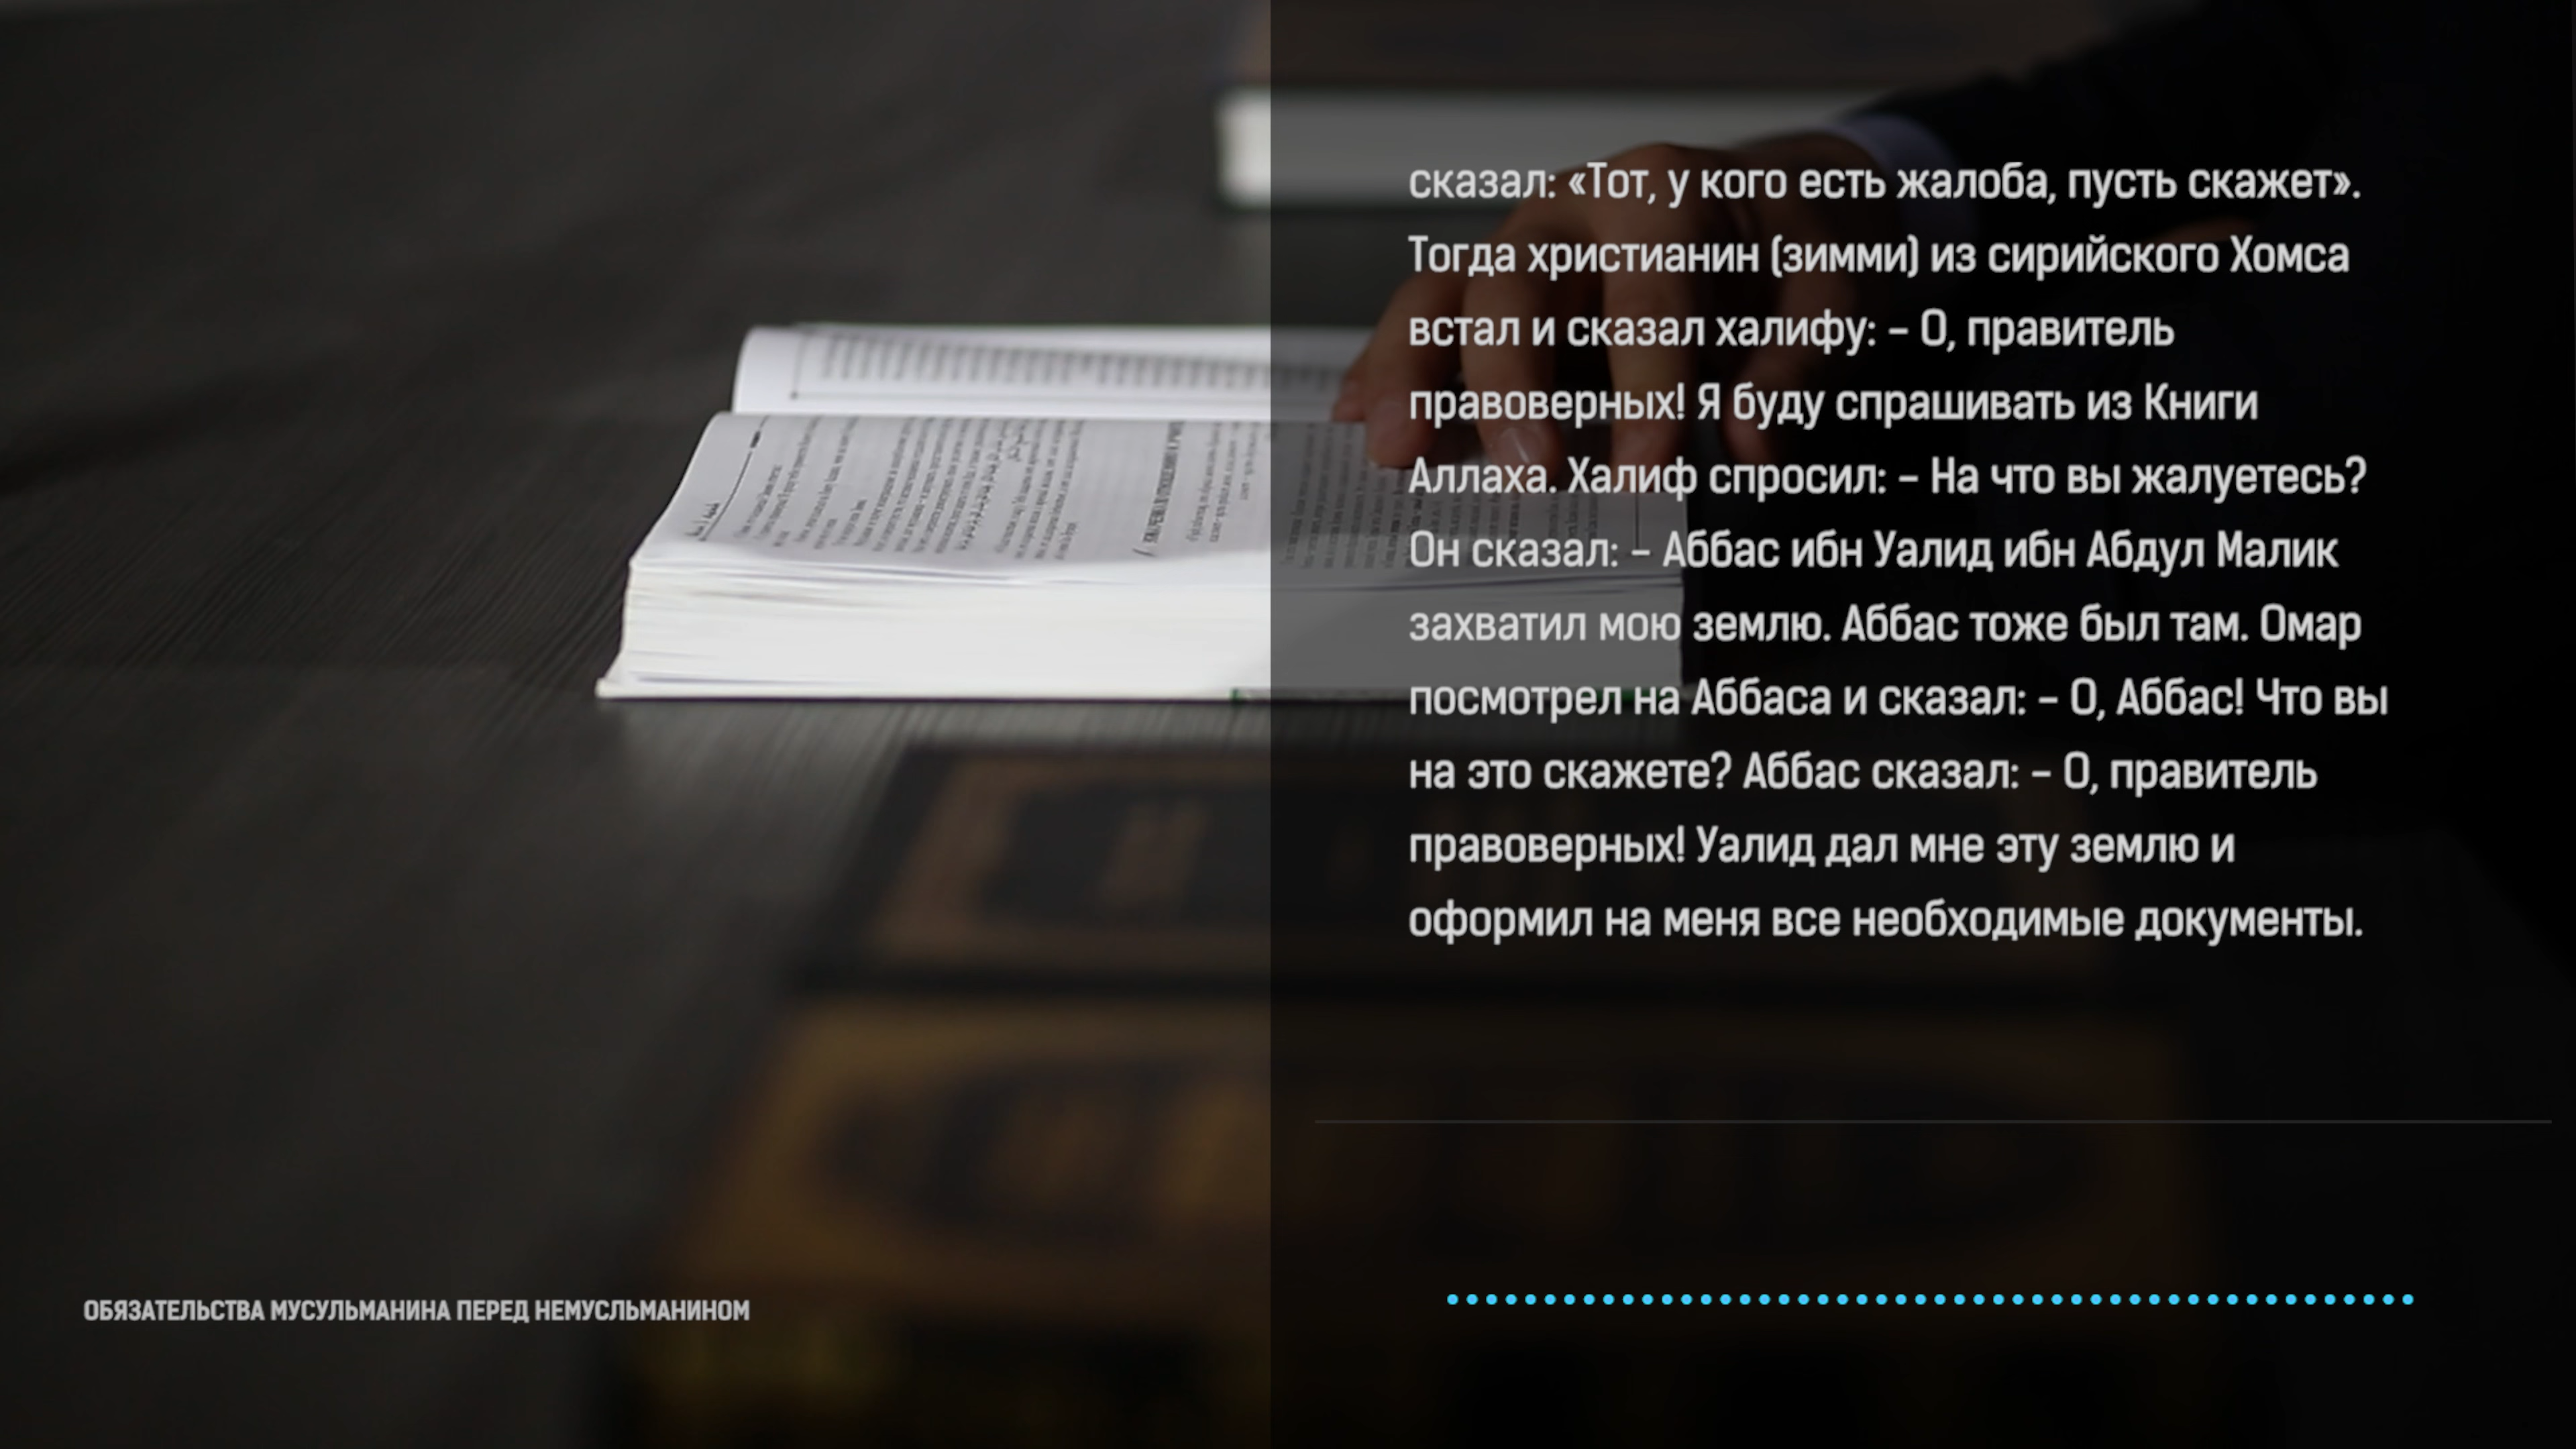 сказал: «Тот, у кого есть жалоба, пусть скажет».
Тогда христианин (зимми) из сирийского Хомса
встал и сказал халифу: – О, правитель
правоверных! Я буду спрашивать из Книги
Аллаха. Халиф спросил: – На что вы жалуетесь?
Он сказал: – Аббас ибн Уалид ибн Абдул Малик
захватил мою землю. Аббас тоже был там. Омар
посмотрел на Аббаса и сказал: – О, Аббас! Что вы
на это скажете? Аббас сказал: – О, правитель
правоверных! Уалид дал мне эту землю и
оформил на меня все необходимые документы.
ОБЯЗАТЕЛЬСТВА МУСУЛЬМАНИНА ПЕРЕД НЕМУСЛЬМАНИНОМ